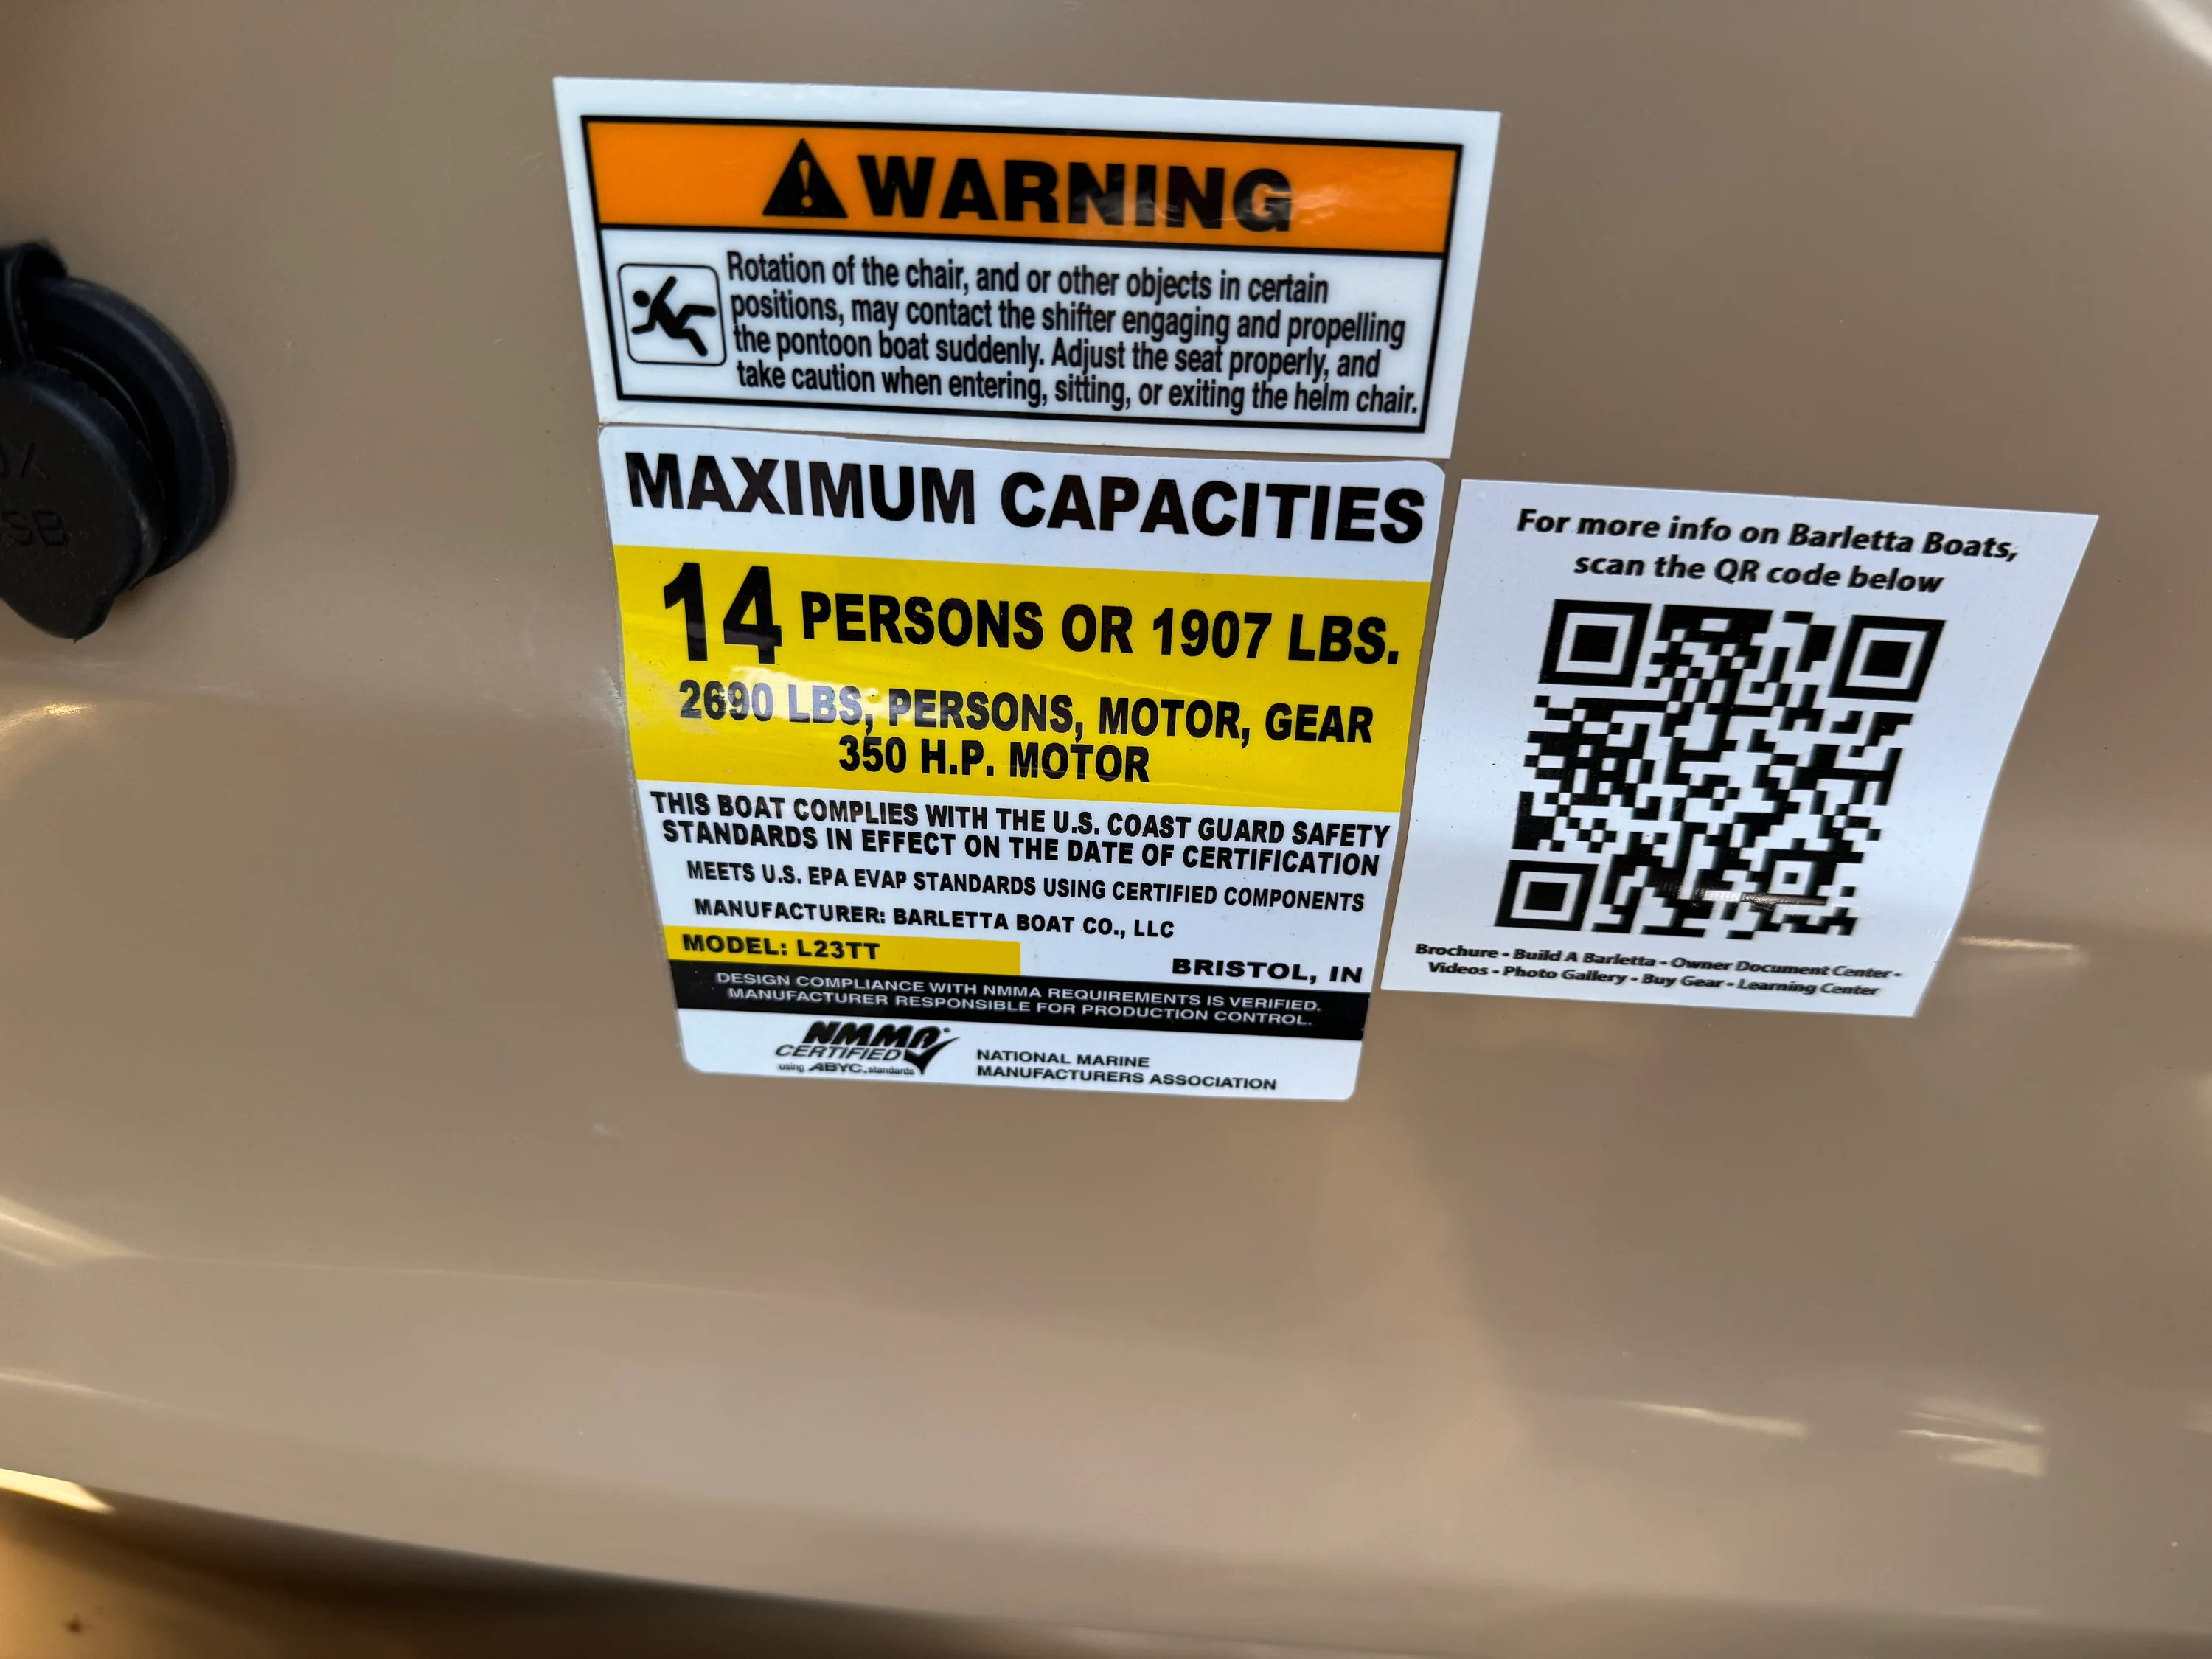 WARNING
Rotation of the chair, and or other objects in certain
positions, may contact the shifter engaging and propelling
the pontoon boat suddenly. Adjust the seat properly, and
take caution when entering, sitting, or exiting the helm chair.
MAXIMUM CAPACITIES
14 PERSONS OR 1907 LBS.
2690 LBS, PERSONS, MOTOR, GEAR
350 H.P. MOTOR
THIS BOAT COMPLIES WITH THE U.S. COAST GUARD SAFETY
STANDARDS IN EFFECT ON THE DATE OF CERTIFICATION
MEETS U.S. EPA EVAP STANDARDS USING CERTIFIED COMPONENTS
MANUFACTURER: BARLETTA BOAT CO., LLC
MODEL: L23TT
BRISTOL, IN
DESIGN COMPLIANCE WITH NMMA REQUIREMENTS IS VERIFIED.
MANUFACTURER RESPONSIBLE FOR PRODUCTION CONTROL.
NMMA
CERTIFIED
using ABYC standards
NATIONAL MARINE
MANUFACTURERS ASSOCIATION
For more info on Barletta Boats,
scan the QR code below
Brochure • Build A Barletta • Owner Document Center •
Videos • Photo Gallery • Buy Gear • Learning Center